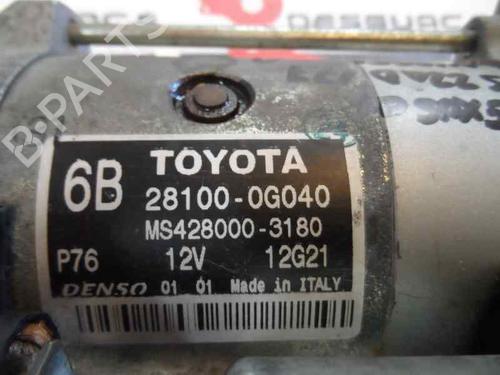 6B TOYOTA
28100-0G040
MS428000-3180
P76 12V 12G21
DENSO 01 01 Made in ITALY
B-PARTS